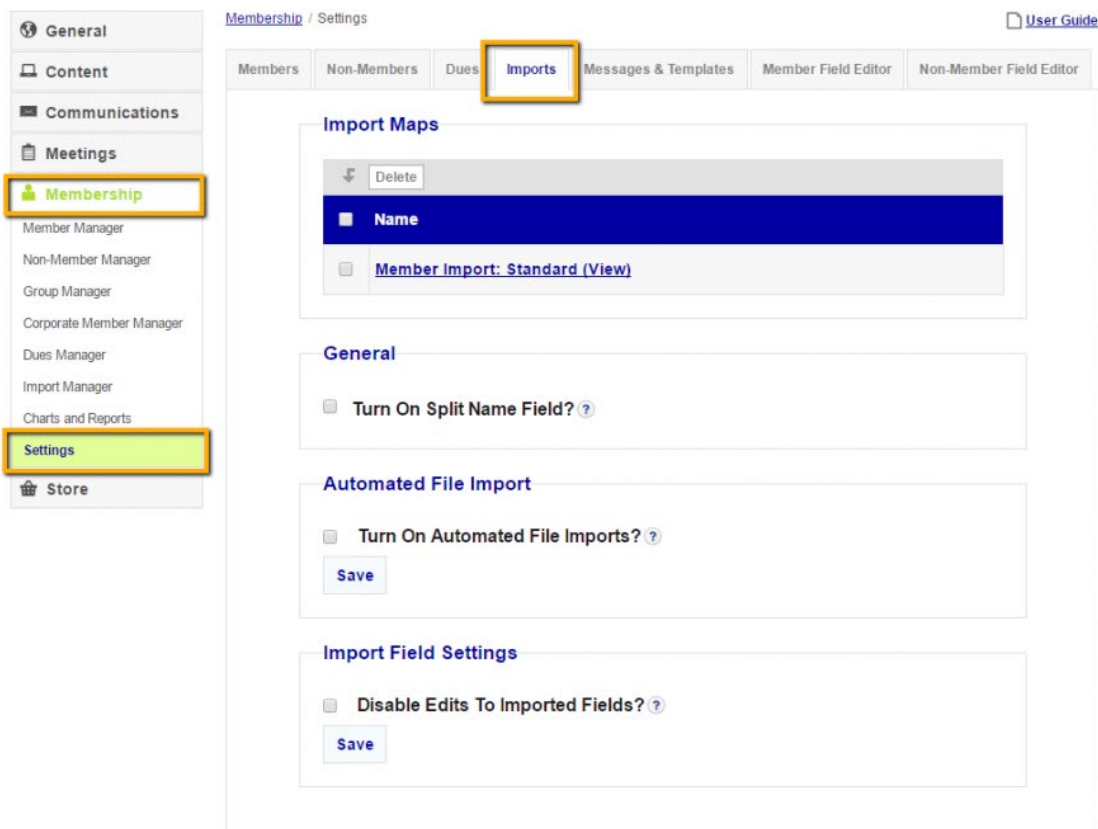 General
Content
Communications
Meetings
Membership
Member Manager
Non-Member Manager
Group Manager
Corporate Member Manager
Dues Manager
Import Manager
Charts and Reports
Settings
Store
Membership / Settings
User Guide
Members Non-Members Dues Imports Messages & Templates Member Field Editor Non-Member Field Editor
Import Maps
Delete
Name
Member Import: Standard (View)
General
Turn On Split Name Field? ?
Automated File Import
Turn On Automated File Imports? ?
Save
Import Field Settings
Disable Edits To Imported Fields? ?
Save